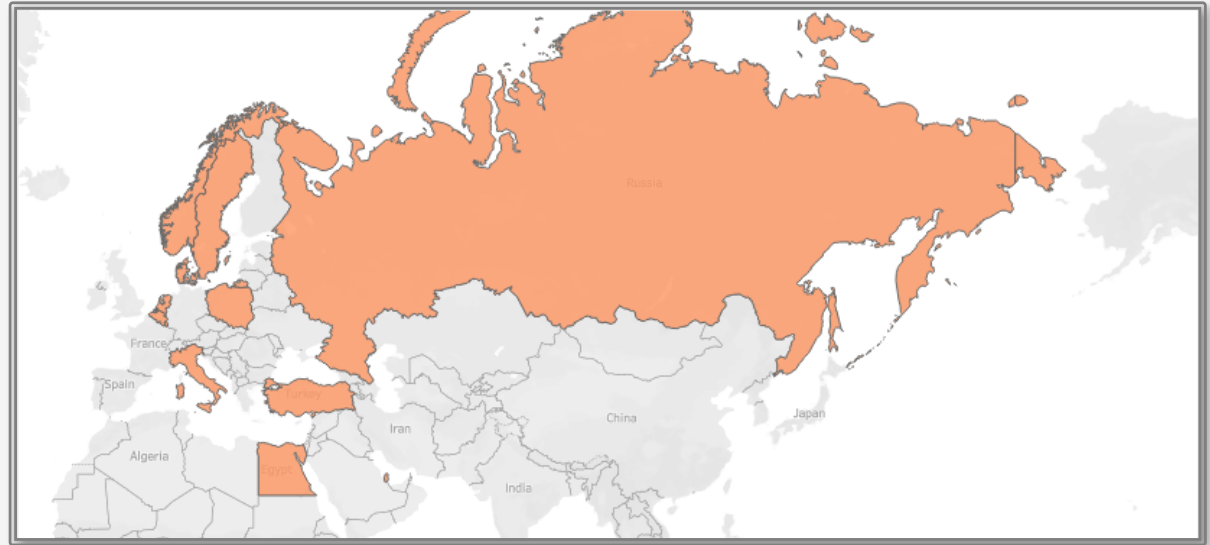 Russia
France
Spain
Turkey
Iran
China
Japan
Algeria
Egypt
India